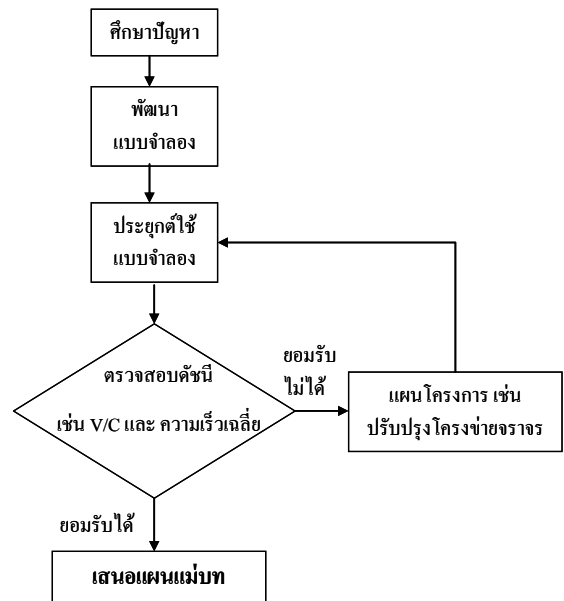 ศึกษาปัญหา
พัฒนา
แบบจำลอง
ประยุกต์ใช้
แบบจำลอง
ตรวจสอบดัชนี
เช่น V/C และ ความเร็วเฉลี่ย
ยอมรับ
ไม่ได้
แผนโครงการ เช่น
ปรับปรุงโครงข่ายจราจร
ยอมรับได้
เสนอแผนแม่บท